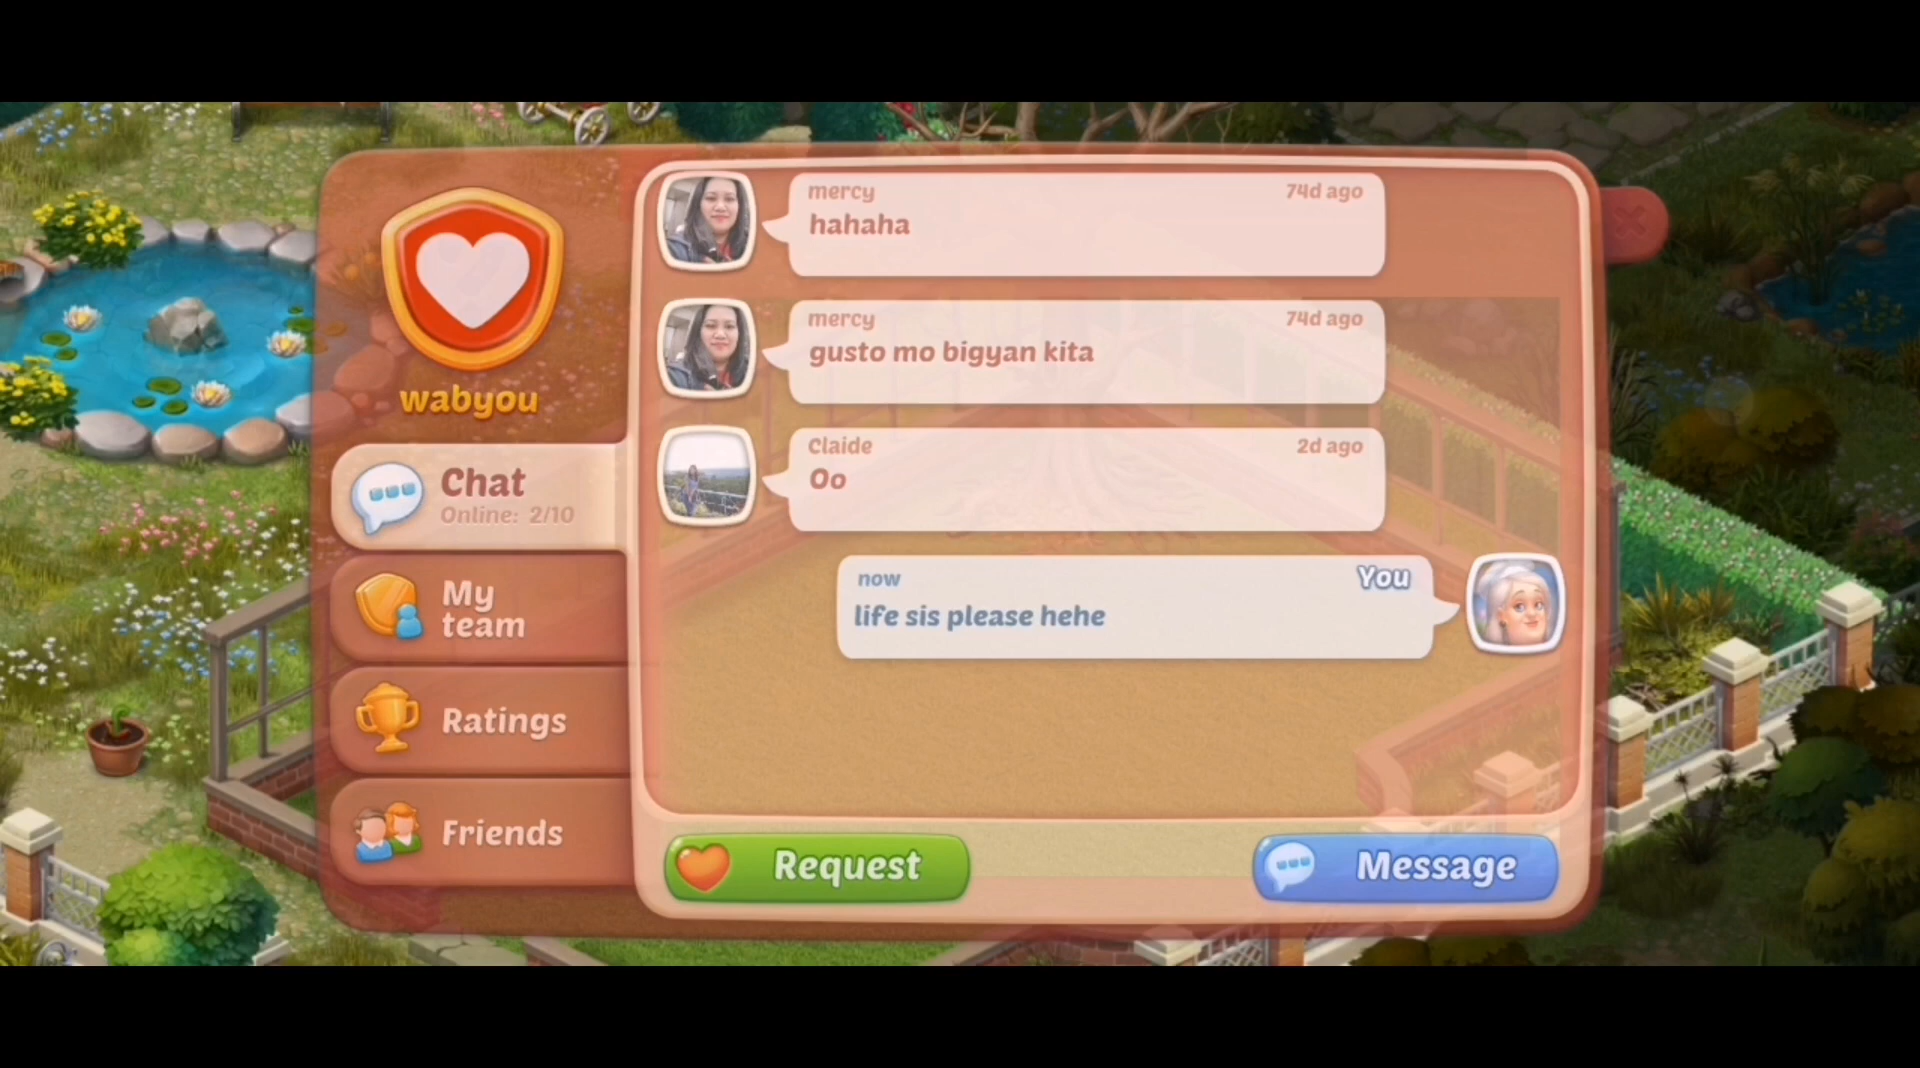 wabyou
Chat
Online: 2/10
My
team
Ratings
Friends
mercy 74d ago
hahaha
mercy 74d ago
gusto mo bigyan kita
Claide 2d ago
Oo
now You
life sis please hehe
Request
Message